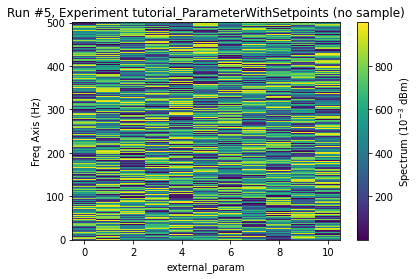 Run #5, Experiment tutorial_ParameterWithSetpoints (no sample)
500
400
300
200
100
0
Freq Axis (Hz)
0 2 4 6 8 10
external_param
800
600
400
200
Spectrum (10⁻³ dBm)